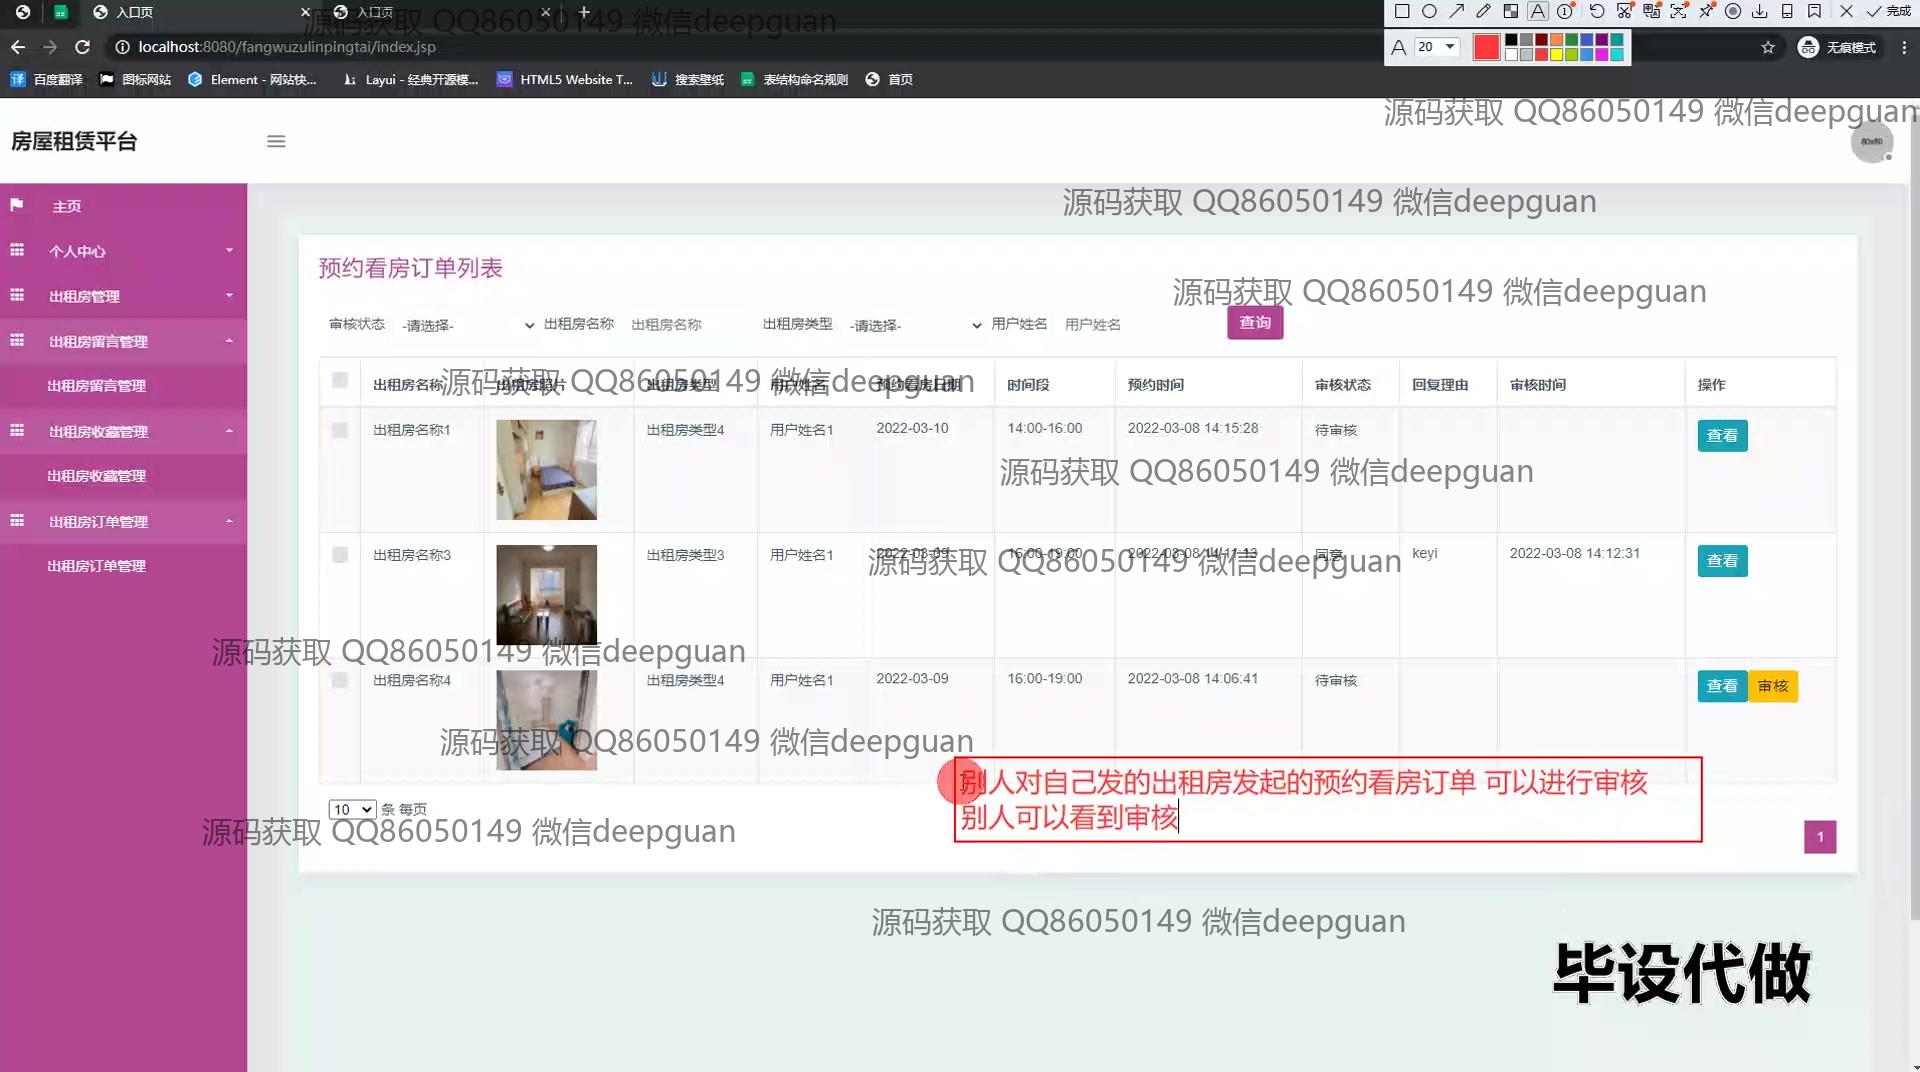 入口页
入口页
源码获取 QQ86050149 微信deepguan
完成
localhost:8080/fangwuzulinpingtai/index.jsp
A 20
无痕模式
译 百度翻译 图标网站 Element - 网站快... Layui - 经典开源模... HTML5 Website T... 搜索壁纸 表结构命名规则 首页
源码获取 QQ86050149 微信deepguan
房屋租赁平台
80x80
主页
源码获取 QQ86050149 微信deepguan
个人中心
出租房管理
出租房留言管理
出租房留言管理
出租房收藏管理
出租房收藏管理
出租房订单管理
出租房订单管理
预约看房订单列表
源码获取 QQ86050149 微信deepguan
审核状态 -请选择- 出租房名称 出租房名称 出租房类型 -请选择- 用户姓名 用户姓名 查询
出租房名称 出租房照片 出租房类型 用户姓名 预约看房日期 时间段 预约时间 审核状态 回复理由 审核时间 操作
源码获取 QQ86050149 微信deepguan
出租房名称1 出租房类型4 用户姓名1 2022-03-10 14:00-16:00 2022-03-08 14:15:28 待审核 查看
源码获取 QQ86050149 微信deepguan
出租房名称3 出租房类型3 用户姓名1 2022-03-09 16:00-19:00 2022-03-08 14:11:13 同意 keyi 2022-03-08 14:12:31 查看
源码获取 QQ86050149 微信deepguan
源码获取 QQ86050149 微信deepguan
出租房名称4 出租房类型4 用户姓名1 2022-03-09 16:00-19:00 2022-03-08 14:06:41 待审核 查看 审核
源码获取 QQ86050149 微信deepguan
别人对自己发的出租房发起的预约看房订单 可以进行审核
别人可以看到审核
10 条 每页
源码获取 QQ86050149 微信deepguan
1
源码获取 QQ86050149 微信deepguan
毕设代做